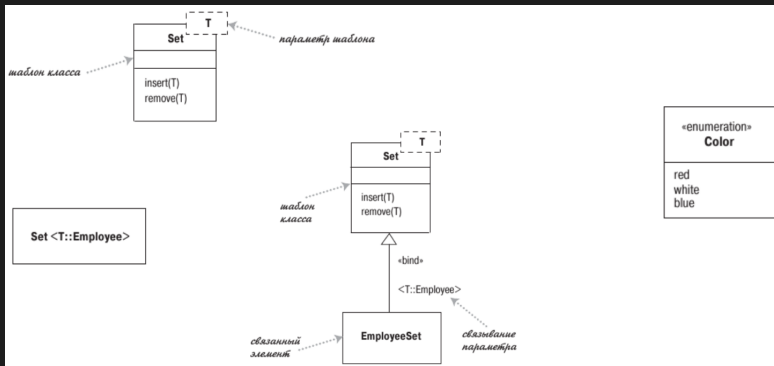 T
Set
параметр шаблона
шаблон класса
insert(T)
remove(T)
«enumeration»
Color
red
white
blue
T
Set
шаблон
класса
insert(T)
remove(T)
Set <T::Employee>
«bind»
<T::Employee>
EmployeeSet
связанный
элемент
связывание
параметра